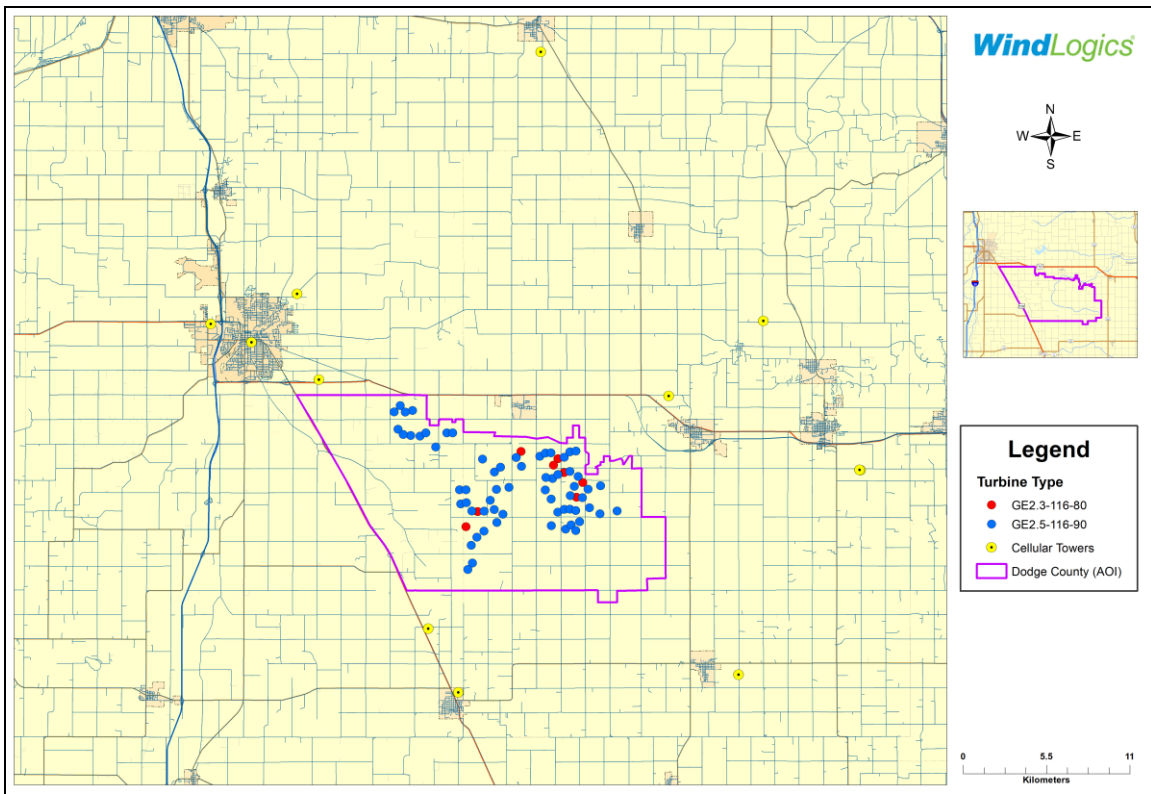 WindLogics
N
W E
S
Legend
Turbine Type
GE2.3-116-80
GE2.5-116-90
Cellular Towers
Dodge County (AOI)
0 5.5 11
Kilometers